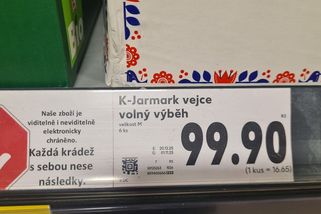 Naše zboží je
viditelně i neviditelně
elektronicky
chráněno.
Každá krádež
s sebou nese
následky.
K-Jarmark vejce
volný výběh
velikost M
6 ks
Kč
99.90
(1 kus = 16.65)